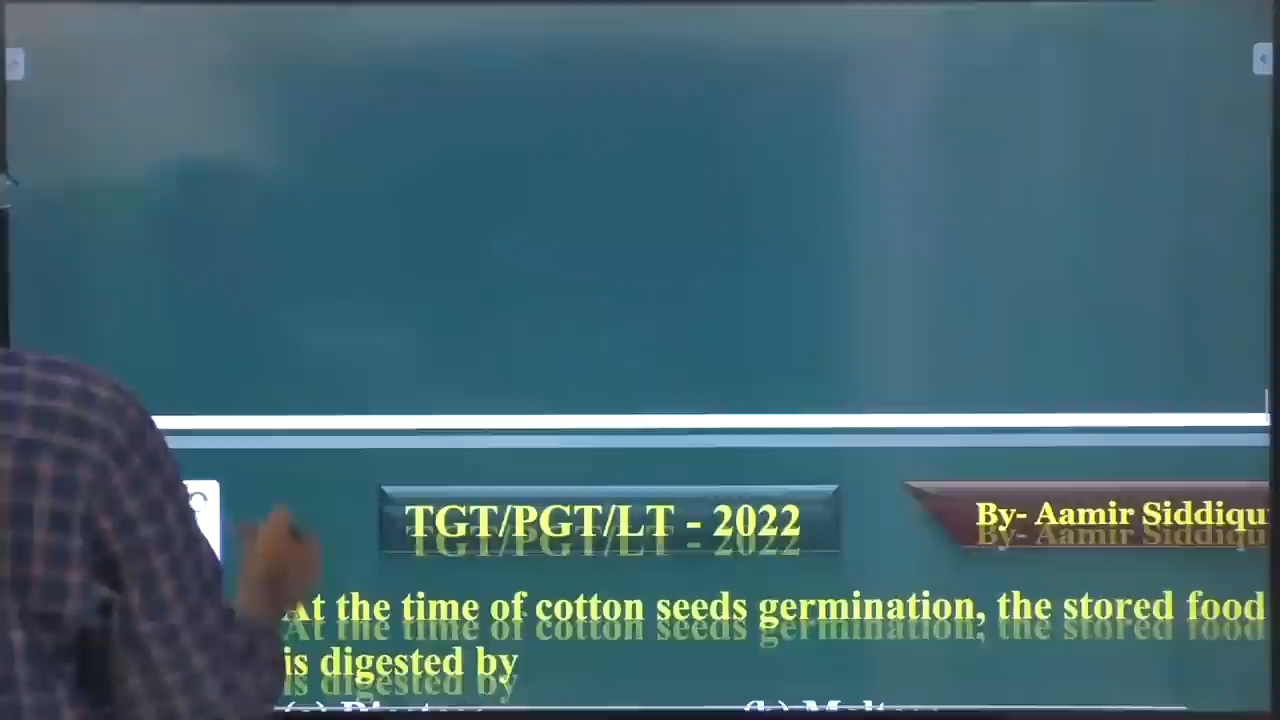 TGT/PGT/LT - 2022
By- Aamir Siddiqu
At the time of cotton seeds germination, the stored food
is digested by